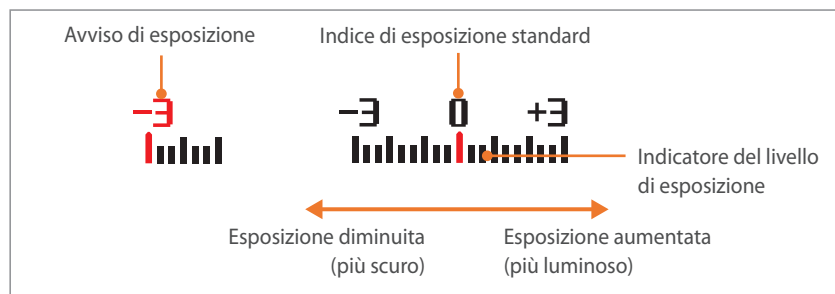 Avviso di esposizione
Indice di esposizione standard
-3
-3 0 +3
Indicatore del livello
di esposizione
Esposizione diminuita
(più scuro)
Esposizione aumentata
(più luminoso)